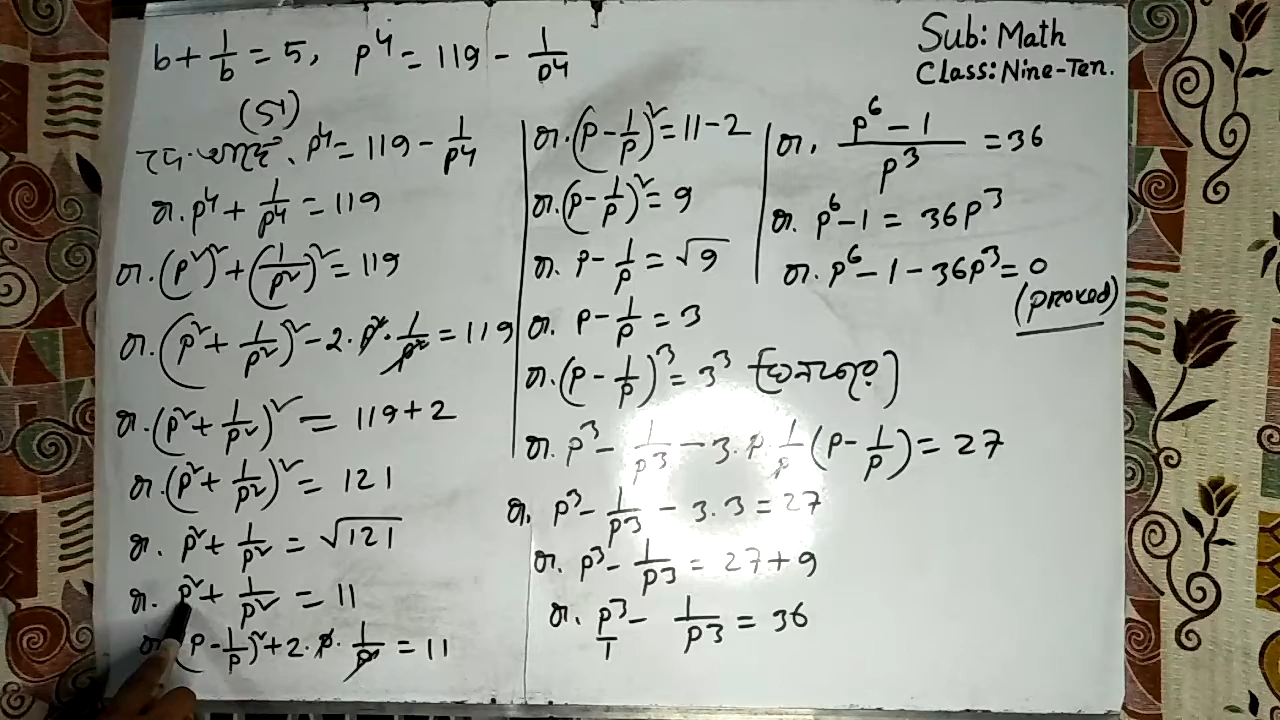 b + 1/b = 5, p⁴ = 119 - 1/p⁴
Sub: Math
Class: Nine-Ten.
p⁴ = 119 - 1/p⁴
বা. p⁴ + 1/p⁴ = 119
বা. (p²)² + (1/p²)² = 119
বা. (p² + 1/p²)² - 2.p².1/p² = 119
বা. (p² + 1/p²)² = 119+2
বা. (p² + 1/p²)² = 121
বা. p² + 1/p² = √121
বা. p² + 1/p² = 11
(p - 1/p)² + 2.p.1/p = 11
বা. (p - 1/p)² = 11-2
বা. (p - 1/p)² = 9
বা. p - 1/p = √9
বা. p - 1/p = 3
বা. (p - 1/p)³ = 3³ [ঘন করে]
বা. p³ - 1/p³ - 3.p.1/p (p - 1/p) = 27
বা, p³ - 1/p³ - 3.3 = 27
বা. p³ - 1/p³ = 27+9
বা. p³/1 - 1/p³ = 36
বা, (p⁶ - 1)/p³ = 36
বা. p⁶ - 1 = 36p³
বা. p⁶ - 1 - 36p³ = 0
(proved)